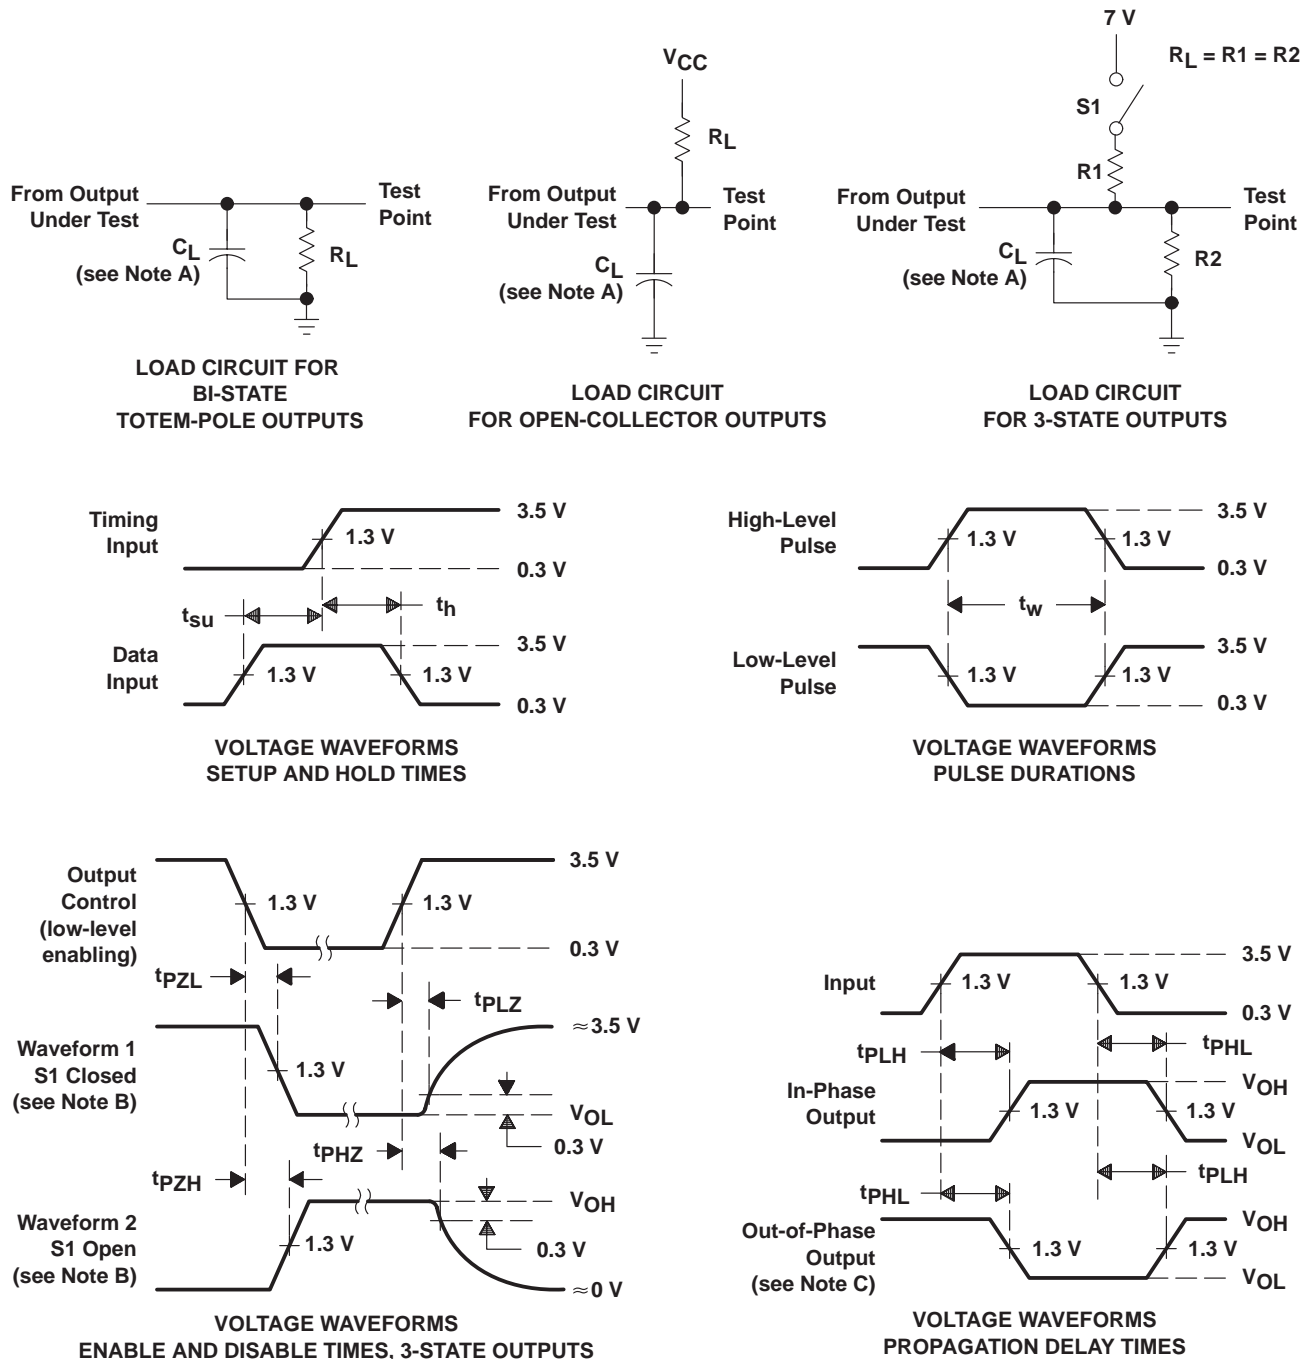 7 V
RL = R1 = R2
S1
R1
From Output
Under Test
Test
Point
CL
(see Note A)
R2
LOAD CIRCUIT
FOR 3-STATE OUTPUTS
VCC
RL
From Output
Under Test
Test
Point
CL
(see Note A)
LOAD CIRCUIT
FOR OPEN-COLLECTOR OUTPUTS
From Output
Under Test
Test
Point
CL
(see Note A)
RL
LOAD CIRCUIT FOR
BI-STATE
TOTEM-POLE OUTPUTS
Timing
Input
1.3 V
3.5 V
0.3 V
tsu
th
Data
Input
1.3 V
1.3 V
3.5 V
0.3 V
VOLTAGE WAVEFORMS
SETUP AND HOLD TIMES
High-Level
Pulse
1.3 V
1.3 V
3.5 V
0.3 V
tw
Low-Level
Pulse
1.3 V
1.3 V
3.5 V
0.3 V
VOLTAGE WAVEFORMS
PULSE DURATIONS
Output
Control
(low-level
enabling)
1.3 V
1.3 V
3.5 V
0.3 V
tPZL
tPLZ
Waveform 1
S1 Closed
(see Note B)
1.3 V
≈3.5 V
VOL
0.3 V
tPHZ
tPZH
Waveform 2
S1 Open
(see Note B)
1.3 V
VOH
0.3 V
≈0 V
VOLTAGE WAVEFORMS
ENABLE AND DISABLE TIMES, 3-STATE OUTPUTS
Input
1.3 V
1.3 V
3.5 V
0.3 V
tPLH
tPHL
In-Phase
Output
1.3 V
1.3 V
VOH
VOL
tPHL
tPLH
Out-of-Phase
Output
(see Note C)
1.3 V
1.3 V
VOH
VOL
VOLTAGE WAVEFORMS
PROPAGATION DELAY TIMES